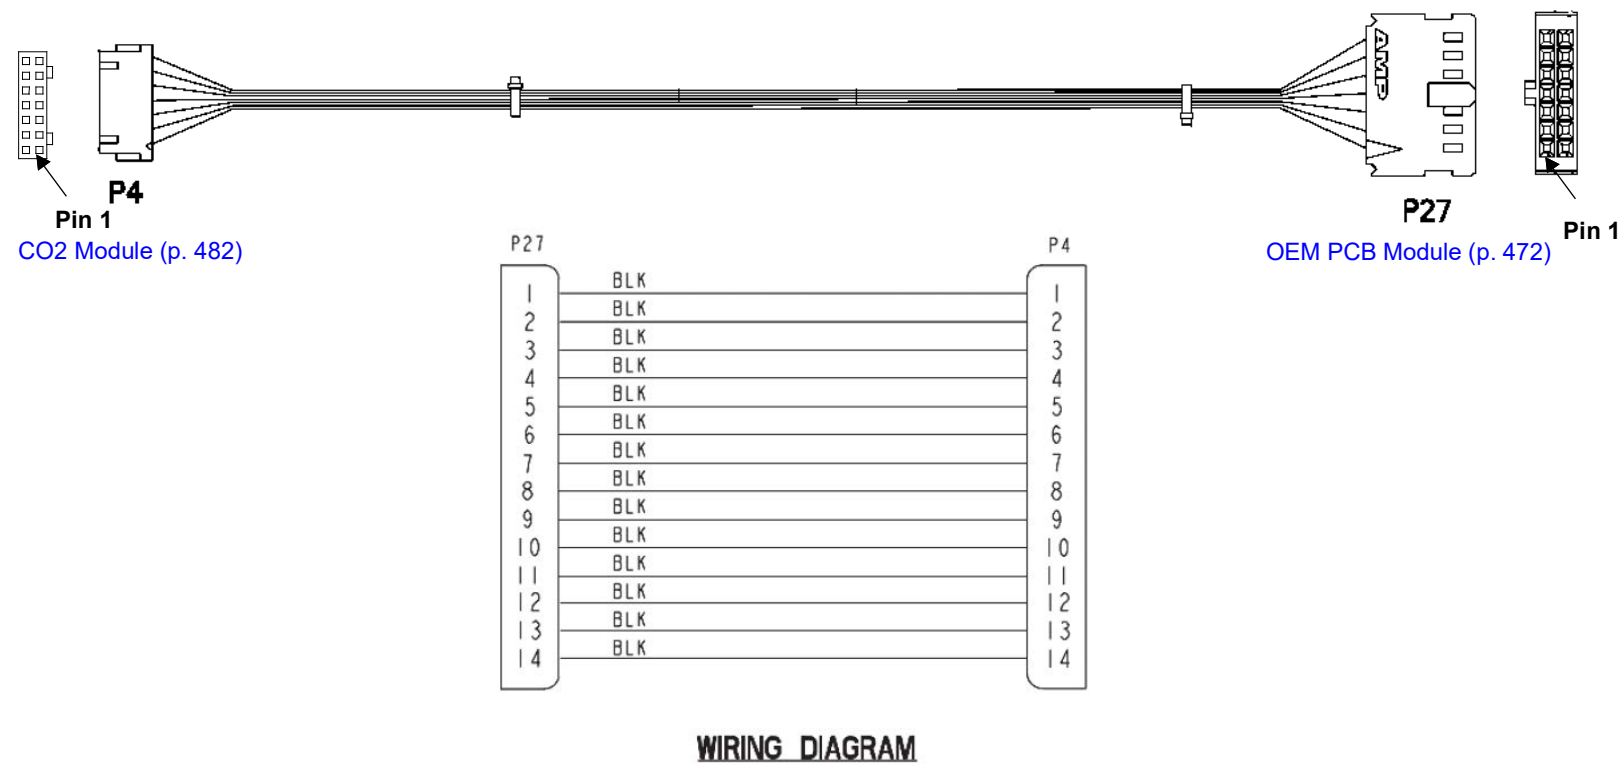 AMP
P4
P27
Pin 1
Pin 1
CO2 Module (p. 482)
OEM PCB Module (p. 472)
P27
P4
1 BLK 1
2 BLK 2
3 BLK 3
4 BLK 4
5 BLK 5
6 BLK 6
7 BLK 7
8 BLK 8
9 BLK 9
10 BLK 10
11 BLK 11
12 BLK 12
13 BLK 13
14 BLK 14
WIRING DIAGRAM